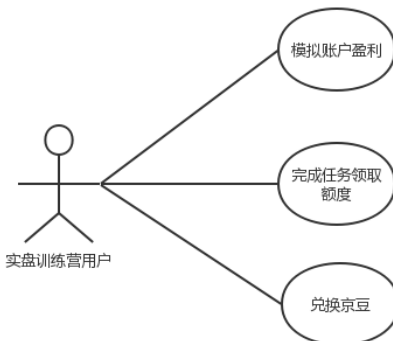 模拟账户盈利
完成任务领取
额度
实盘训练营用户
兑换京豆